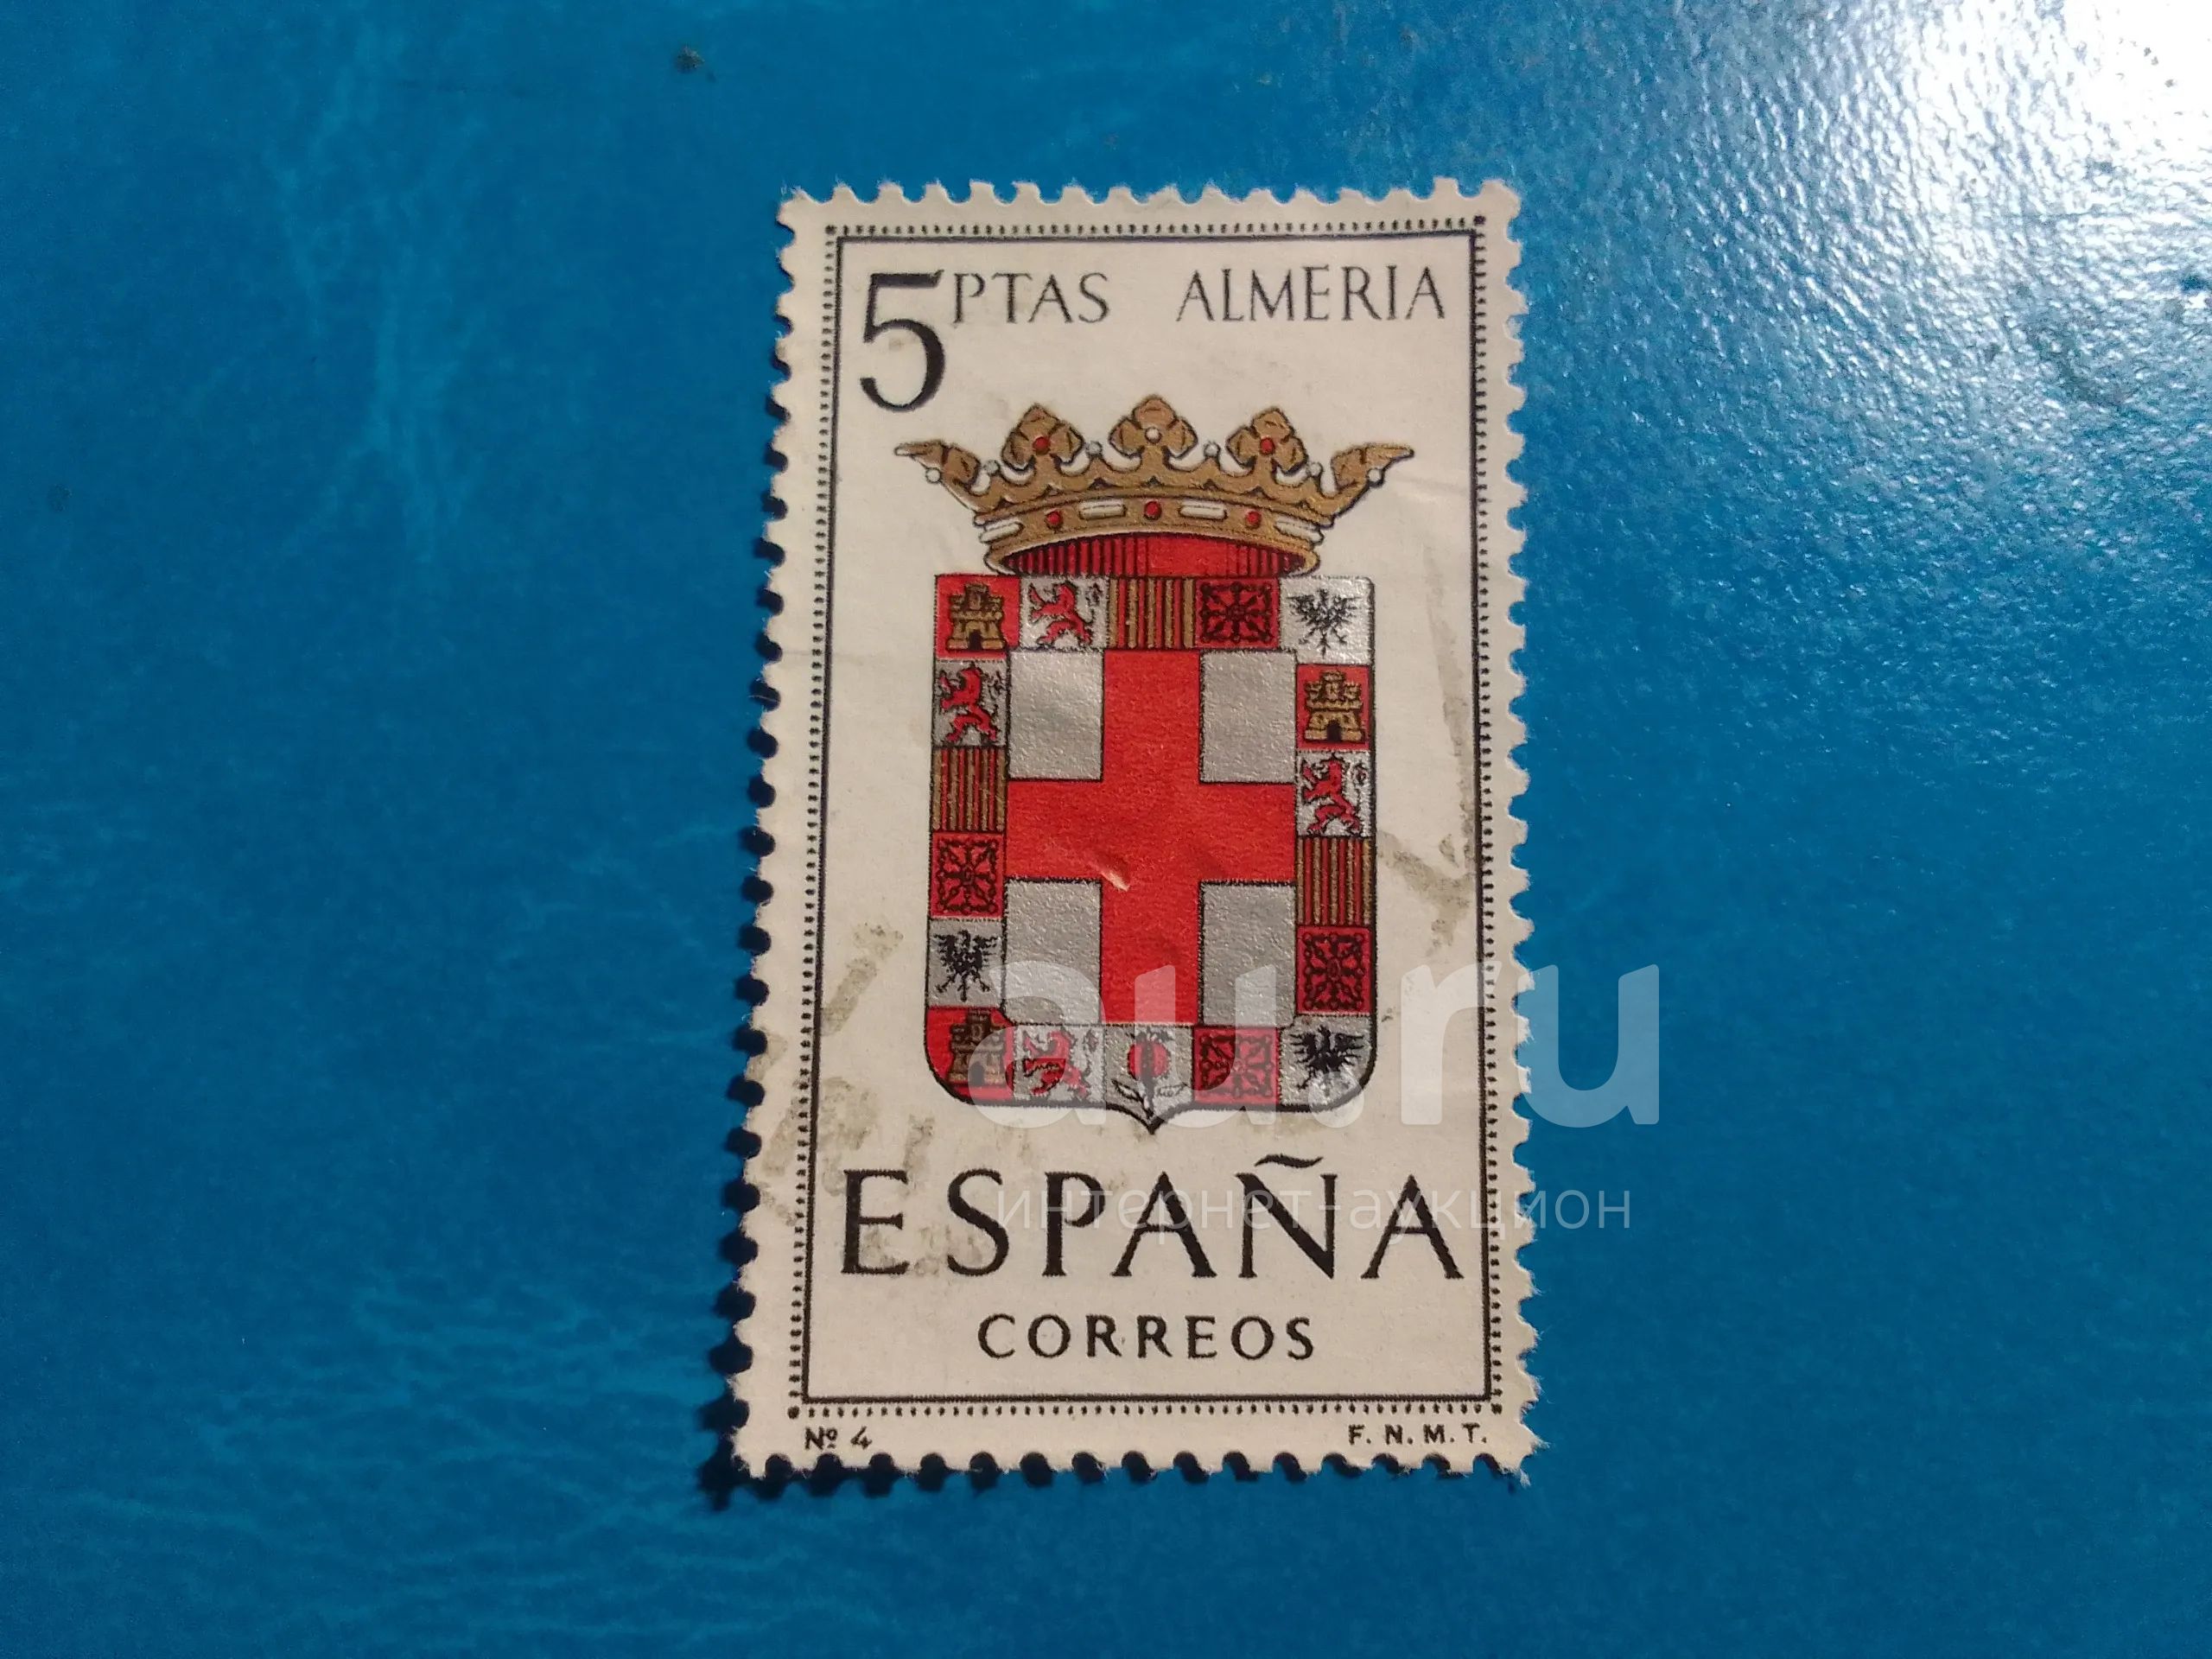 5 PTAS ALMERIA
au.ru
ESPAÑA
интернет-аукцион
CORREOS
Nº 4 F. N. M. T.